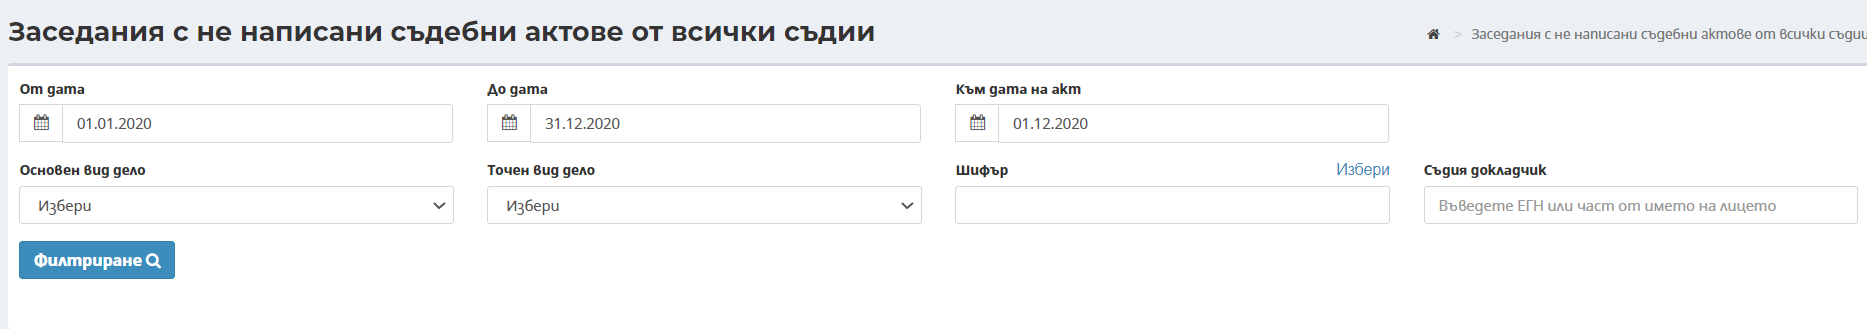 Заседания с не написани съдебни актове от всички съдии
> Заседания с не написани съдебни актове от всички съдии
От дата
До дата
Към дата на акт
01.01.2020
31.12.2020
01.12.2020
Основен вид дело
Точен вид дело
Шифър
Избери
Съдия докладчик
Избери
Избери
Въведете ЕГН или част от името на лицето
Филтриране